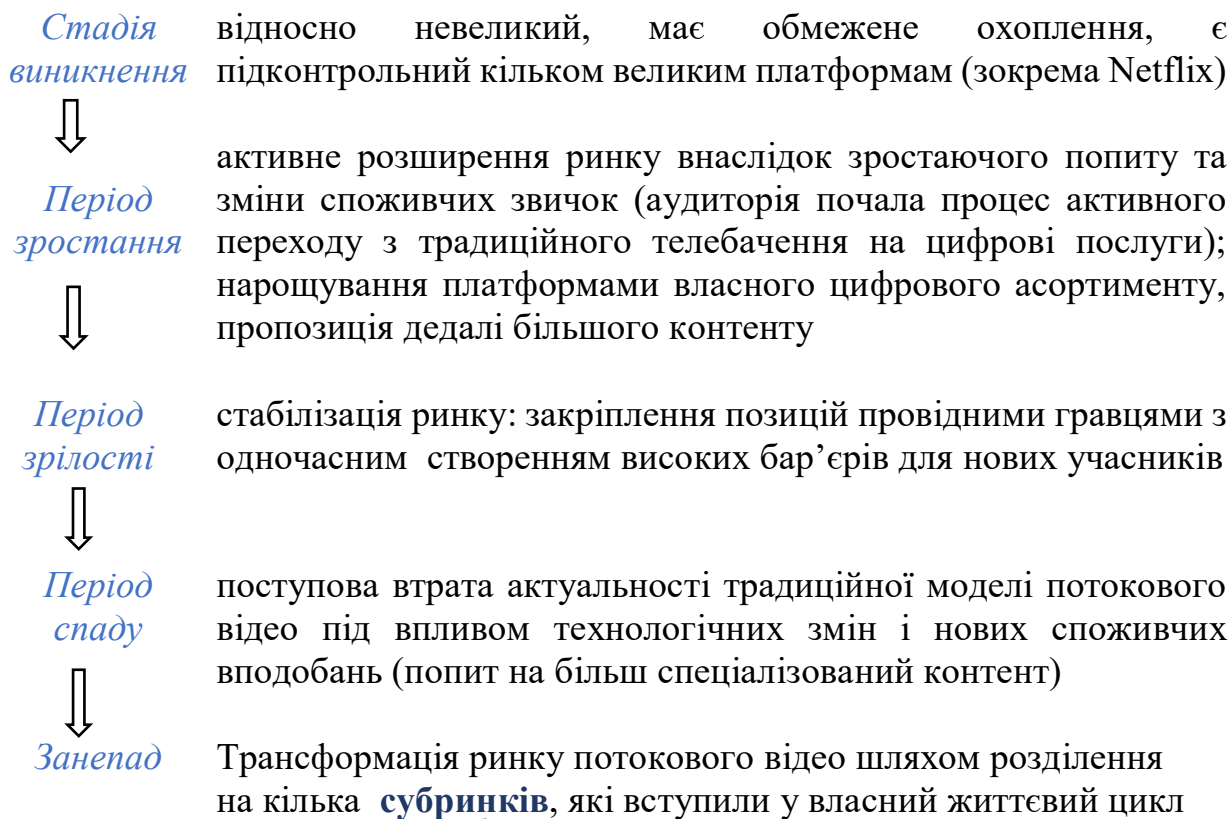 Стадія
виникнення
відносно невеликий, має обмежене охоплення, є
підконтрольний кільком великим платформам (зокрема Netflix)
Період
зростання
активне розширення ринку внаслідок зростаючого попиту та
зміни споживчих звичок (аудиторія почала процес активного
переходу з традиційного телебачення на цифрові послуги);
нарощування платформами власного цифрового асортименту,
пропозиція дедалі більшого контенту
Період
зрілості
стабілізація ринку: закріплення позицій провідними гравцями з
одночасним створенням високих бар’єрів для нових учасників
Період
спаду
поступова втрата актуальності традиційної моделі потокового
відео під впливом технологічних змін і нових споживчих
вподобань (попит на більш спеціалізований контент)
Занепад
Трансформація ринку потокового відео шляхом розділення
на кілька субринків, які вступили у власний життєвий цикл